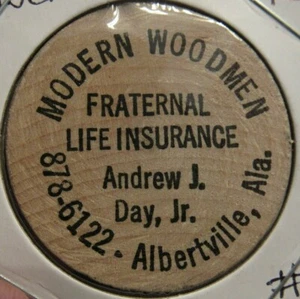 MODERN WOODMEN
FRATERNAL
LIFE INSURANCE
Andrew J.
Day, Jr.
878-6122 - Albertville, Ala.